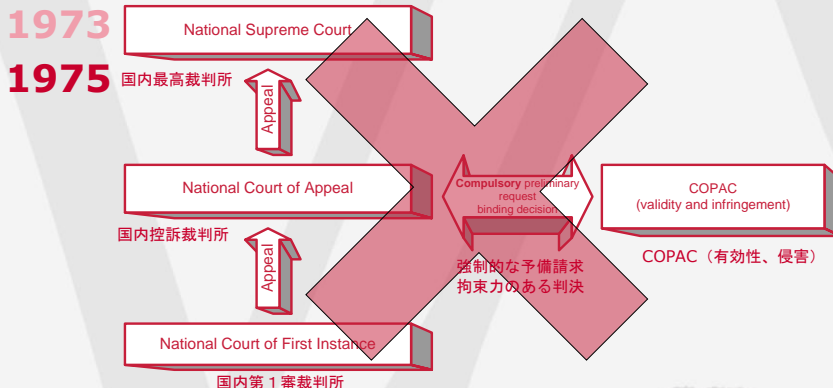 1973
National Supreme Court
1975
国内最高裁判所
Appeal
National Court of Appeal
Compulsory preliminary
request
binding decision
COPAC
(validity and infringement)
国内控訴裁判所
COPAC（有効性、侵害）
強制的な予備請求
拘束力のある判決
Appeal
National Court of First Instance
国内第１審裁判所